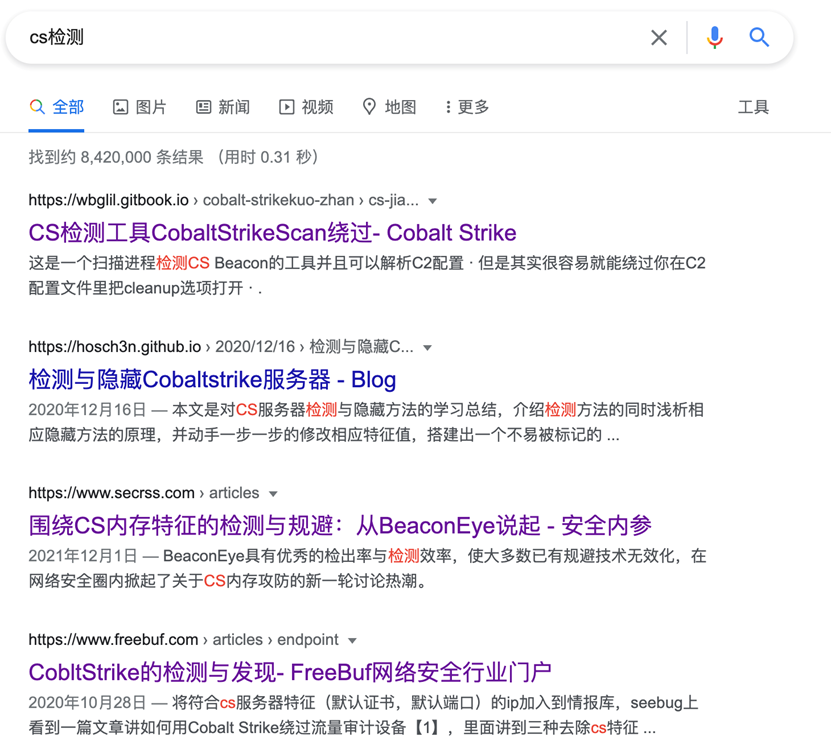 cs检测
全部 图片 新闻 视频 地图 更多 工具
找到约 8,420,000 条结果 （用时 0.31 秒）
https://wbglil.gitbook.io › cobalt-strikekuo-zhan › cs-jia...
CS检测工具CobaltStrikeScan绕过- Cobalt Strike
这是一个扫描进程检测CS Beacon的工具并且可以解析C2配置 · 但是其实很容易就能绕过你在C2
配置文件里把cleanup选项打开 · .
https://hosch3n.github.io › 2020/12/16 › 检测与隐藏C...
检测与隐藏Cobaltstrike服务器 - Blog
2020年12月16日 — 本文是对CS服务器检测与隐藏方法的学习总结，介绍检测方法的同时浅析相
应隐藏方法的原理，并动手一步一步的修改相应特征值，搭建出一个不易被标记的 ...
https://www.secrss.com › articles
围绕CS内存特征的检测与规避：从BeaconEye说起 - 安全内参
2021年12月1日 — BeaconEye具有优秀的检出率与检测效率，使大多数已有规避技术无效化，在
网络安全圈内掀起了关于CS内存攻防的新一轮讨论热潮。
https://www.freebuf.com › articles › endpoint
CobltStrike的检测与发现- FreeBuf网络安全行业门户
2020年10月28日 — 将符合cs服务器特征（默认证书，默认端口）的ip加入到情报库，seebug上
看到一篇文章讲如何用Cobalt Strike绕过流量审计设备【1】，里面讲到三种去除cs特征 ...